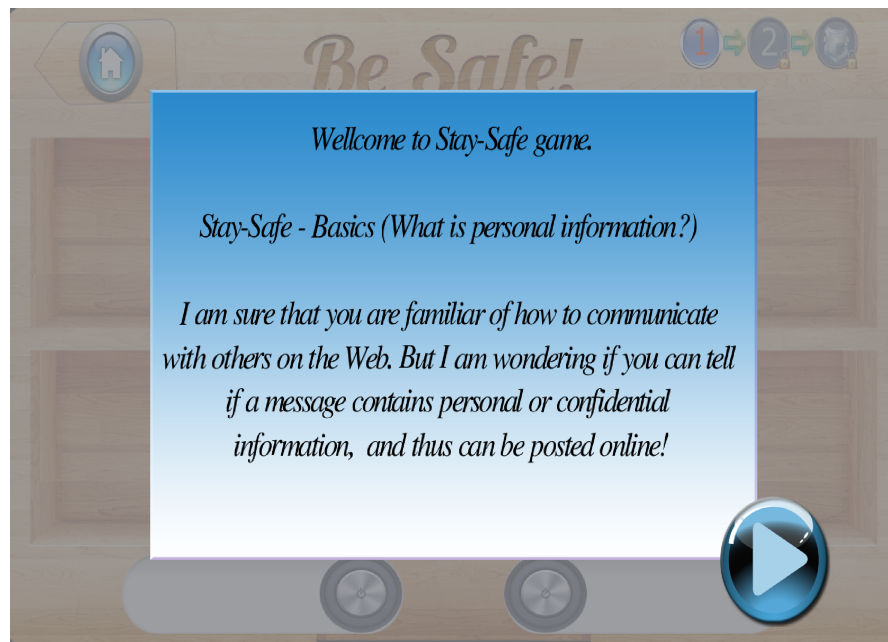 Be Safe!
1 2
Wellcome to Stay-Safe game.
Stay-Safe - Basics (What is personal information?)
I am sure that you are familiar of how to communicate
with others on the Web. But I am wondering if you can tell
if a message contains personal or confidential
information, and thus can be posted online!